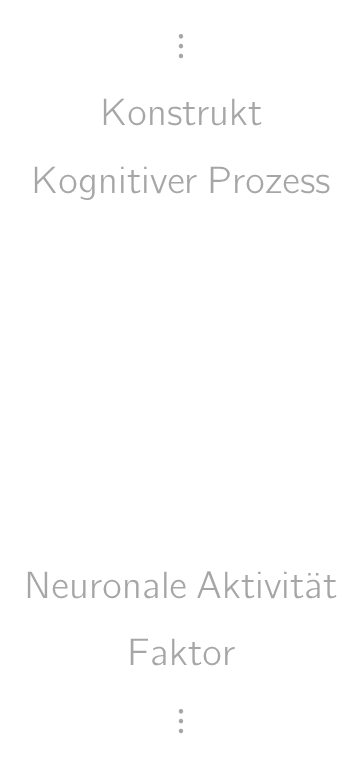 ⋮
Konstrukt
Kognitiver Prozess
Neuronale Aktivität
Faktor
⋮